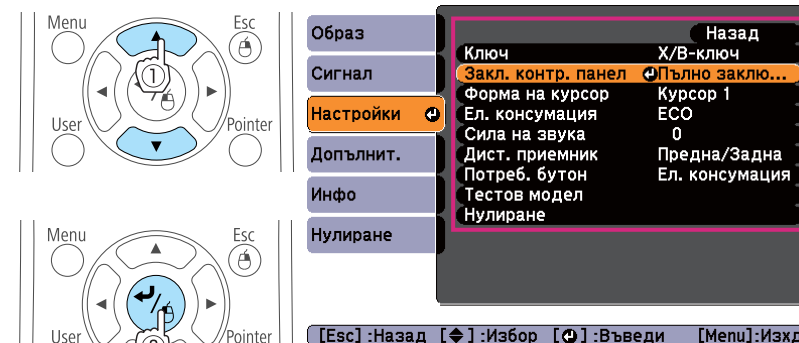 Menu
Esc
1
User
Pointer
Menu
Esc
User
Pointer
Образ
Сигнал
Настройки
Допълнит.
Инфо
Нулиране
Назад
Ключ Х/В-ключ
Закл. контр. панел Пълно заклю...
Форма на курсор Курсор 1
Ел. консумация ECO
Сила на звука 0
Дист. приемник Предна/Задна
Потреб. бутон Ел. консумация
Тестов модел
Нулиране
[Esc] :Назад [◆] :Избор [↵] :Въведи [Menu]:Изхд